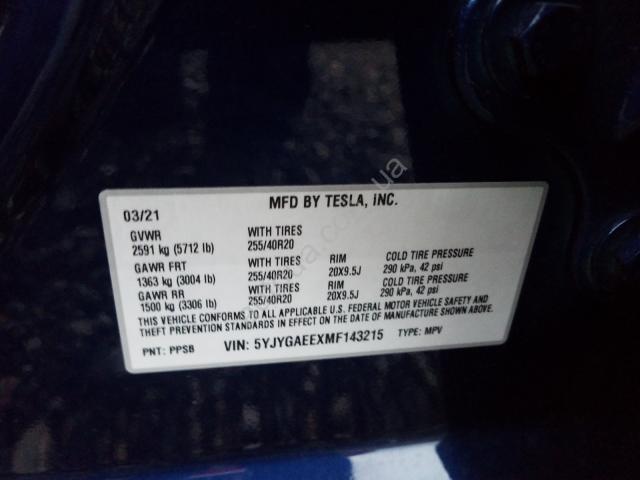 MFD BY TESLA, INC.
03/21
GVWR WITH TIRES
2591 kg (5712 lb) 255/40R20
GAWR FRT WITH TIRES RIM COLD TIRE PRESSURE
1363 kg (3004 lb) 255/40R20 20X9.5J 290 kPa, 42 psi
GAWR RR WITH TIRES RIM COLD TIRE PRESSURE
1500 kg (3306 lb) 255/40R20 20X9.5J 290 kPa, 42 psi
THIS VEHICLE CONFORMS TO ALL APPLICABLE U.S. FEDERAL MOTOR VEHICLE SAFETY AND
THEFT PREVENTION STANDARDS IN EFFECT ON THE DATE OF MANUFACTURE SHOWN ABOVE.
PNT: PPSB VIN: 5YJYGAEEXMF143215 TYPE: MPV